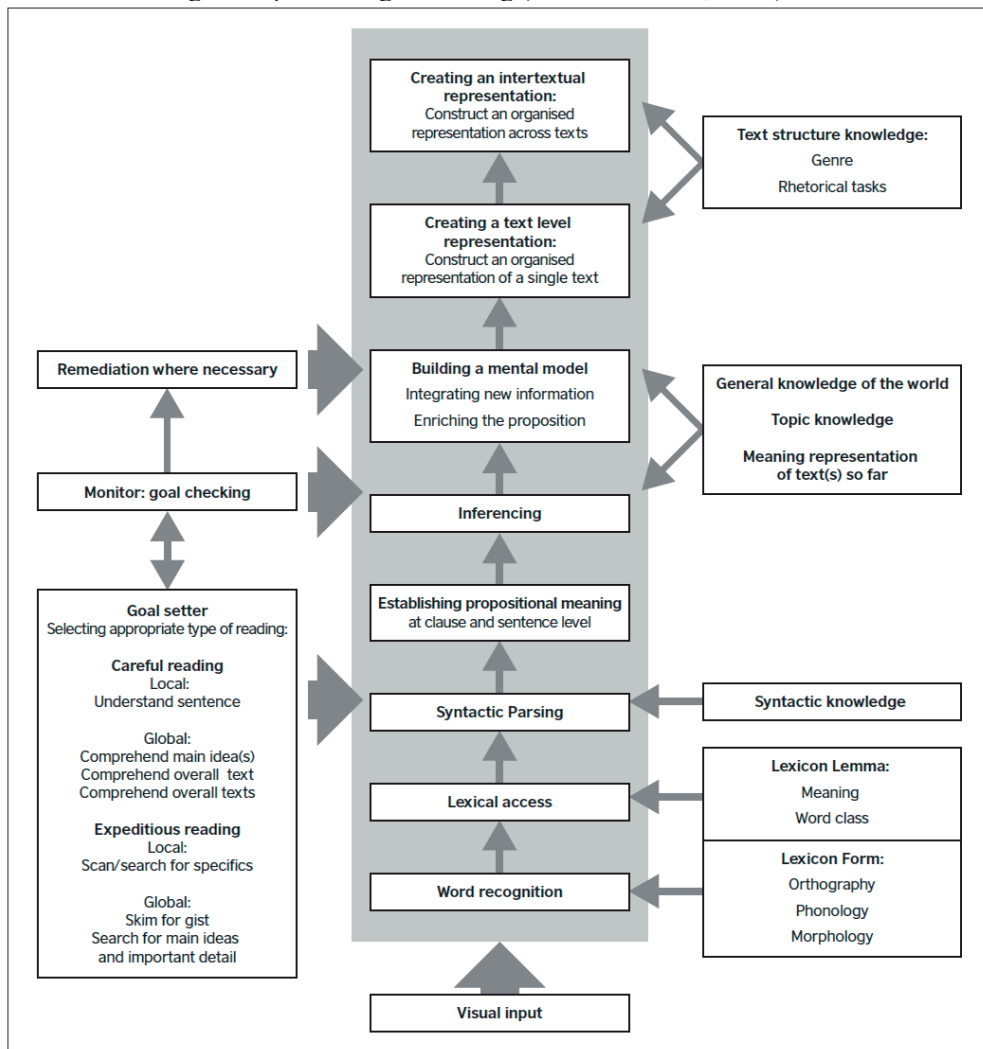 Creating an intertextual
representation:
Construct an organised
representation across texts
Text structure knowledge:
Genre
Rhetorical tasks
Creating a text level
representation:
Construct an organised
representation of a single text
Remediation where necessary
Building a mental model
Integrating new information
Enriching the proposition
General knowledge of the world
Topic knowledge
Meaning representation
of text(s) so far
Monitor: goal checking
Inferencing
Goal setter
Selecting appropriate type of reading:
Careful reading
Local:
Understand sentence
Global:
Comprehend main idea(s)
Comprehend overall text
Comprehend overall texts
Expeditious reading
Local:
Scan/search for specifics
Global:
Skim for gist
Search for main ideas
and important detail
Establishing propositional meaning
at clause and sentence level
Syntactic Parsing
Syntactic knowledge
Lexical access
Lexicon Lemma:
Meaning
Word class
Word recognition
Lexicon Form:
Orthography
Phonology
Morphology
Visual input